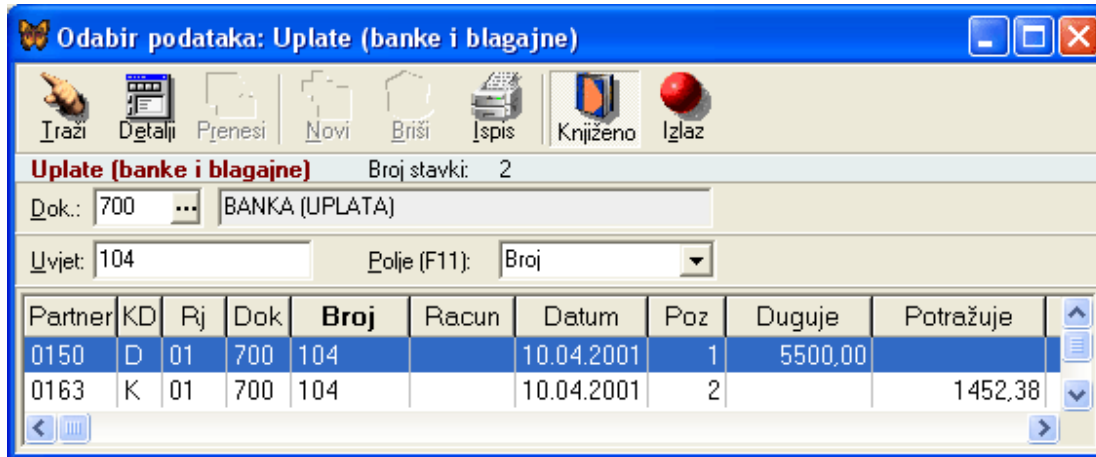 Odabir podataka: Uplate (banke i blagajne)
Traži Detalji Prenesi Novi Briši Ispis Knjiženo Izlaz
Uplate (banke i blagajne) Broj stavki: 2
Dok.: 700 ... BANKA (UPLATA)
Uvjet: 104 Polje (F11): Broj
Partner KD Rj Dok Broj Racun Datum Poz Duguje Potražuje
0150 D 01 700 104 10.04.2001 1 5500,00
0163 K 01 700 104 10.04.2001 2 1452,38